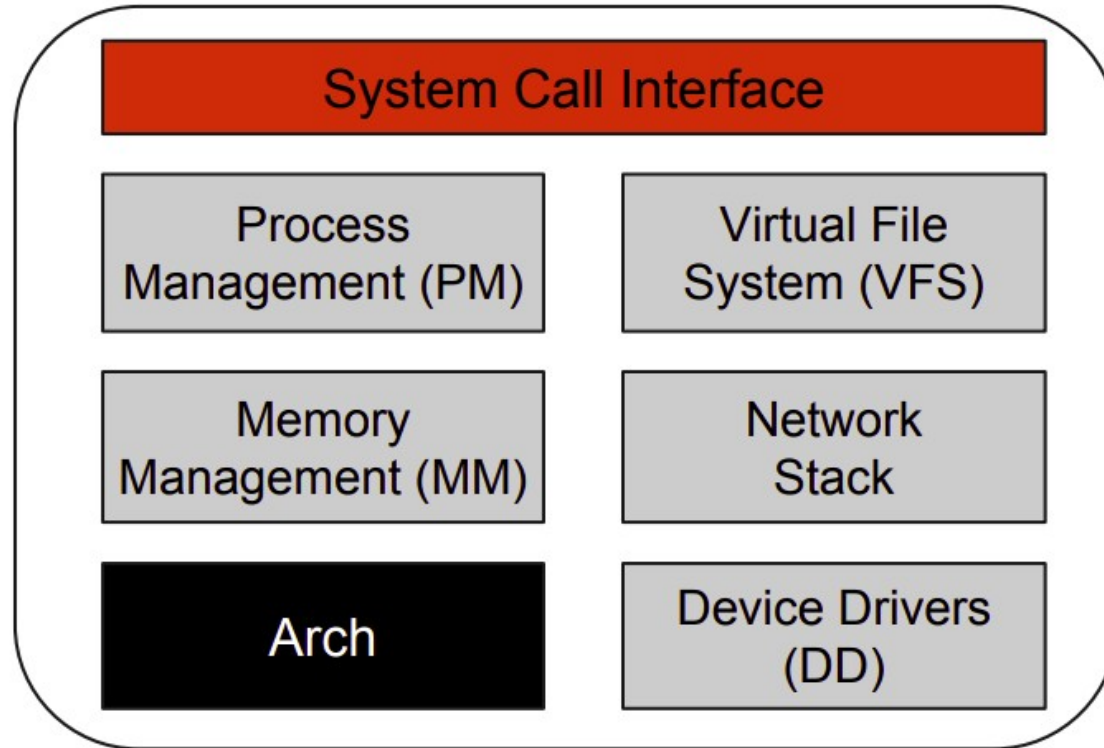 System Call Interface
Process
Management (PM)
Virtual File
System (VFS)
Memory
Management (MM)
Network
Stack
Arch
Device Drivers
(DD)